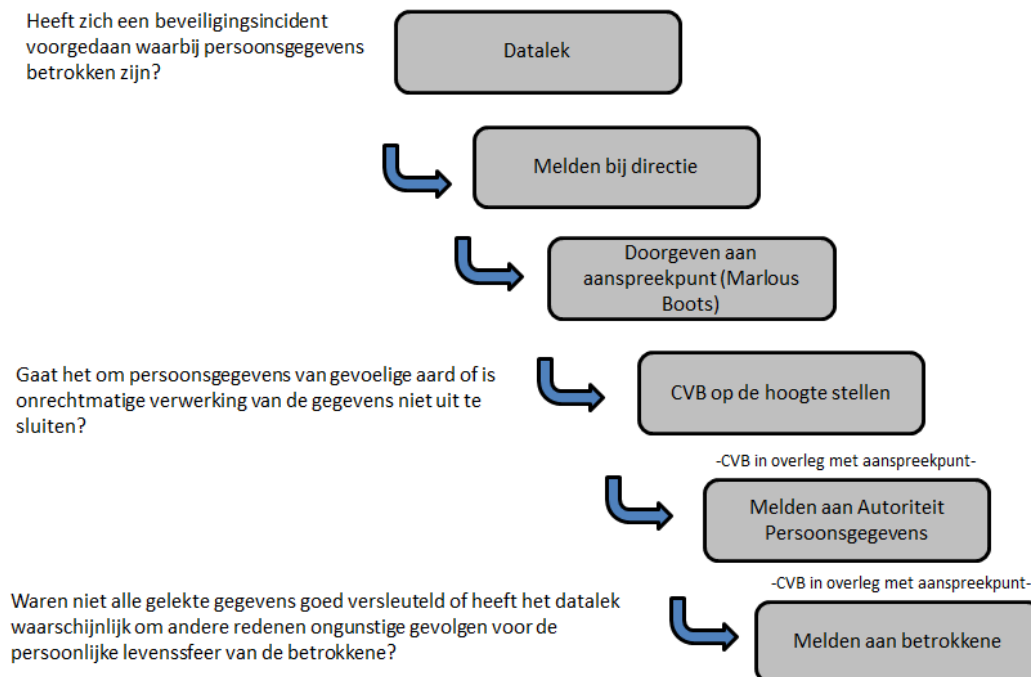 Heeft zich een beveiligingsincident
voorgedaan waarbij persoonsgegevens
betrokken zijn?
Datalek
Melden bij directie
Doorgeven aan
aanspreekpunt (Marlous
Boots)
Gaat het om persoonsgegevens van gevoelige aard of is
onrechtmatige verwerking van de gegevens niet uit te
sluiten?
CVB op de hoogte stellen
-CVB in overleg met aanspreekpunt-
Melden aan Autoriteit
Persoonsgegevens
-CVB in overleg met aanspreekpunt-
Waren niet alle gelekte gegevens goed versleuteld of heeft het datalek
waarschijnlijk om andere redenen ongunstige gevolgen voor de
persoonlijke levenssfeer van de betrokkene?
Melden aan betrokkene